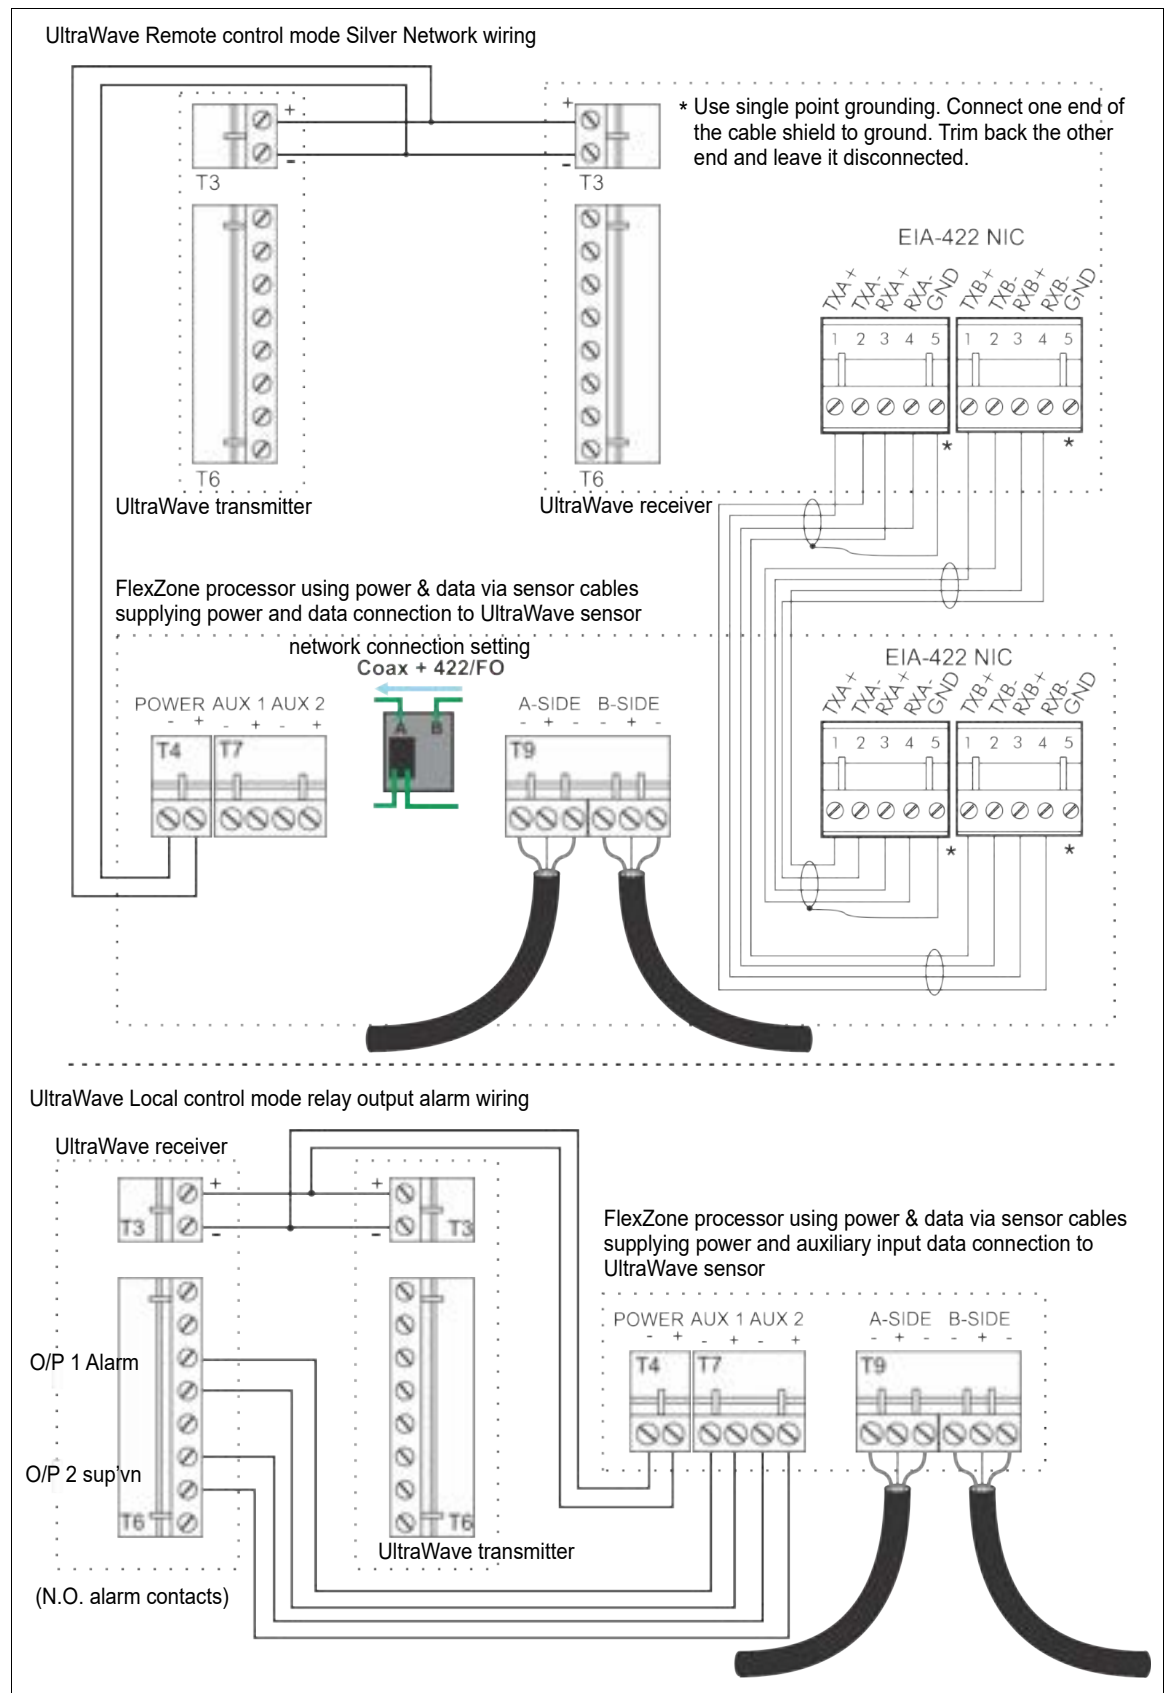 UltraWave Remote control mode Silver Network wiring
+ +
- -
T3 T3
* Use single point grounding. Connect one end of
the cable shield to ground. Trim back the other
end and leave it disconnected.
EIA-422 NIC
TXA+ TXA- RXA+ RXA- GND TXB+ TXB- RXB+ RXB- GND
1 2 3 4 5 1 2 3 4 5
* *
T6 T6
UltraWave transmitter UltraWave receiver
FlexZone processor using power & data via sensor cables
supplying power and data connection to UltraWave sensor
network connection setting
Coax + 422/FO
POWER AUX 1 AUX 2
- + - + - +
T4 T7
A B
A-SIDE B-SIDE
- + - - + -
T9
EIA-422 NIC
TXA+ TXA- RXA+ RXA- GND TXB+ TXB- RXB+ RXB- GND
1 2 3 4 5 1 2 3 4 5
* *
UltraWave Local control mode relay output alarm wiring
UltraWave receiver
+ +
T3 T3
- -
O/P 1 Alarm
O/P 2 sup'vn
T6 T6
UltraWave transmitter
(N.O. alarm contacts)
FlexZone processor using power & data via sensor cables
supplying power and auxiliary input data connection to
UltraWave sensor
POWER AUX 1 AUX 2 A-SIDE B-SIDE
- + - + - + - + - - + -
T4 T7 T9